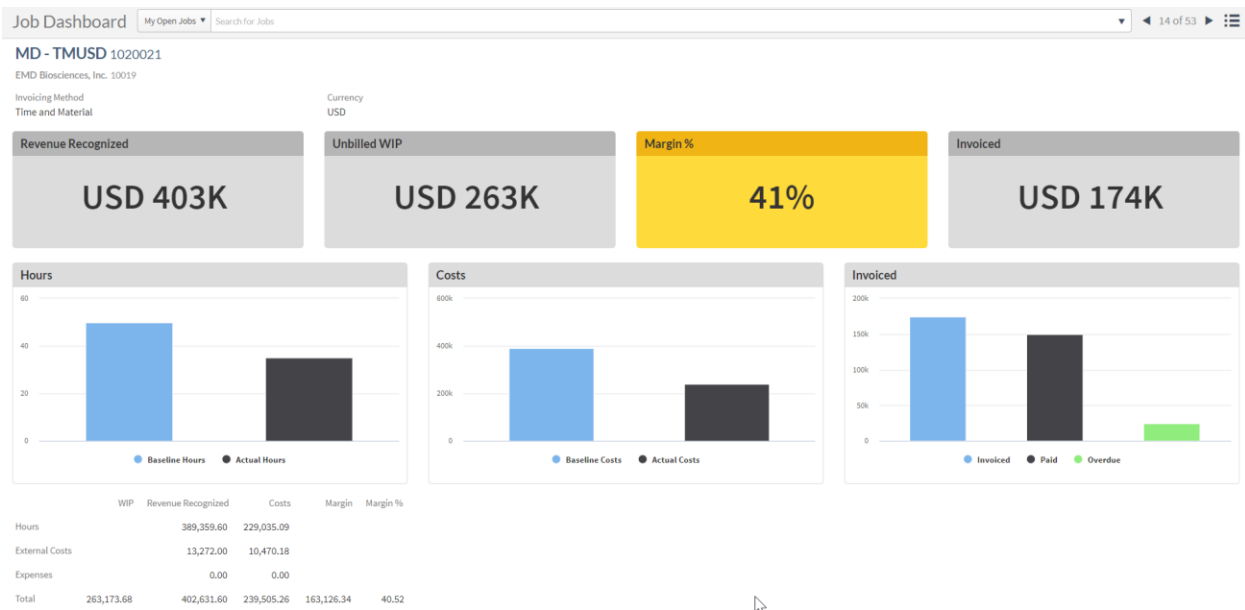 Job Dashboard My Open Jobs ▼ Search for Jobs ▼ ◀ 14 of 53 ▶
MD - TMUSD 1020021
EMD Biosciences, Inc. 10019
Invoicing Method Currency
Time and Material USD
Revenue Recognized Unbilled WIP Margin % Invoiced
USD 403K USD 263K 41% USD 174K
Hours Costs Invoiced
60 600k 200k
150k
40 400k
100k
20 200k
50k
0 0 0
Baseline Hours Actual Hours Baseline Costs Actual Costs Invoiced Paid Overdue
WIP Revenue Recognized Costs Margin Margin %
Hours 389,359.60 229,035.09
External Costs 13,272.00 10,470.18
Expenses 0.00 0.00
Total 263,173.68 402,631.60 239,505.26 163,126.34 40.52